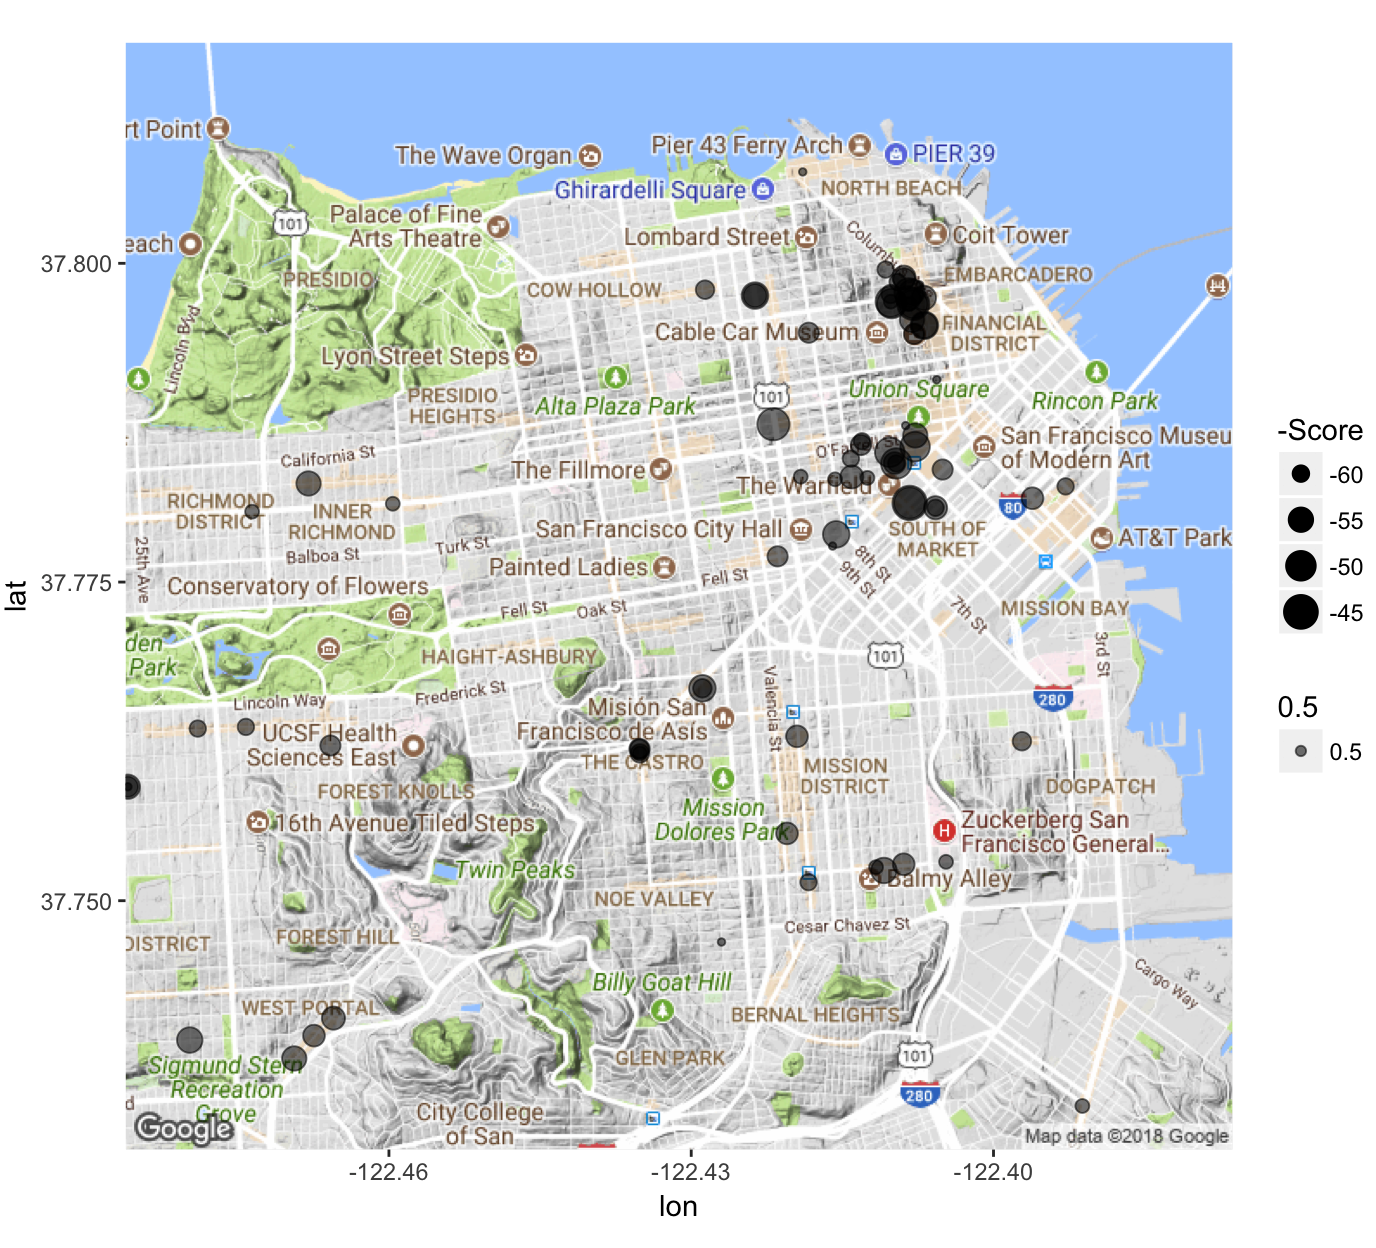 rt Point
The Wave Organ
Pier 43 Ferry Arch
PIER 39
Ghirardelli Square
NORTH BEACH
101
Palace of Fine
Arts Theatre
each
Lombard Street
Columb
Coit Tower
37.800
PRESIDIO
COW HOLLOW
EMBARCADERO
Lincoln Blvd
Cable Car Museum
FINANCIAL
DISTRICT
Lyon Street Steps
PRESIDIO
HEIGHTS
Alta Plaza Park
101
Union Square
Rincon Park
-Score
California St
The Fillmore
O'Farrell St
San Francisco Museu
of Modern Art
-60
The Warfield
RICHMOND
DISTRICT
INNER
RICHMOND
80
-55
San Francisco City Hall
SOUTH OF
MARKET
AT&T Park
Turk St
Balboa St
25th Ave
8th St
9th St
-50
37.775
lat
Painted Ladies
Fell St
Conservatory of Flowers
-45
Fell St
Oak St
7th St
MISSION BAY
3rd St
den
Park
HAIGHT-ASHBURY
101
Lincoln Way
Frederick St
Valencia St
280
0.5
Misión San
Francisco de Asís
UCSF Health
Sciences East
0.5
THE CASTRO
MISSION
DISTRICT
DOGPATCH
FOREST KNOLLS
Mission
Dolores Park
16th Avenue Tiled Steps
H
Zuckerberg San
Francisco General...
Twin Peaks
Balmy Alley
37.750
NOE VALLEY
Cesar Chavez St
DISTRICT
FOREST HILL
Billy Goat Hill
Cargo Way
WEST PORTAL
BERNAL HEIGHTS
GLEN PARK
101
Sigmund Stern
Recreation
Grove
280
d
City College
of San
Google
Map data ©2018 Google
-122.46
-122.43
-122.40
lon